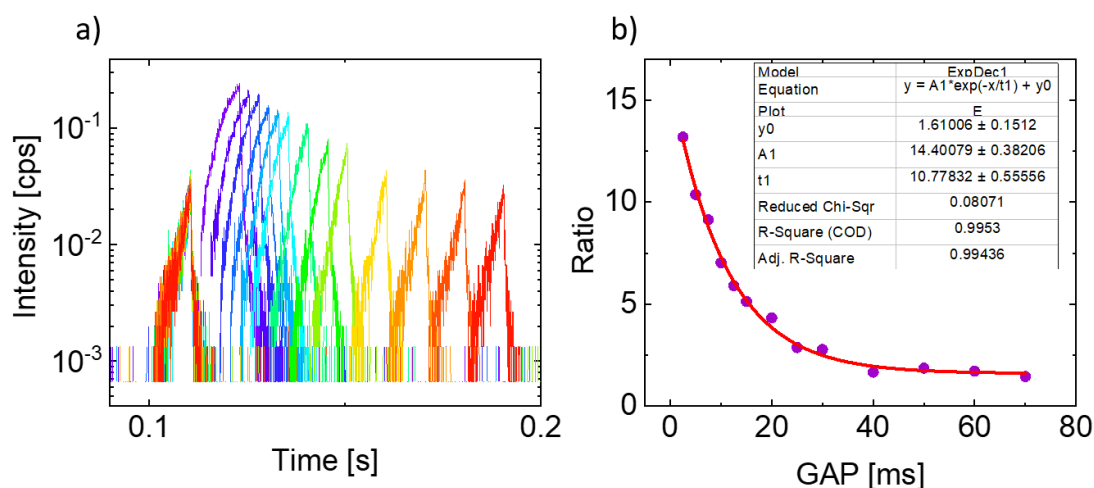 a)
b)
Intensity [cps]
10⁻¹
10⁻²
10⁻³
0.1
0.2
Time [s]
Ratio
15
10
5
0
0
20
40
60
80
GAP [ms]
Model ExpDec1
Equation y = A1*exp(-x/t1) + y0
Plot E
y0 1.61006 ± 0.1512
A1 14.40079 ± 0.38206
t1 10.77832 ± 0.55556
Reduced Chi-Sqr 0.08071
R-Square (COD) 0.9953
Adj. R-Square 0.99436